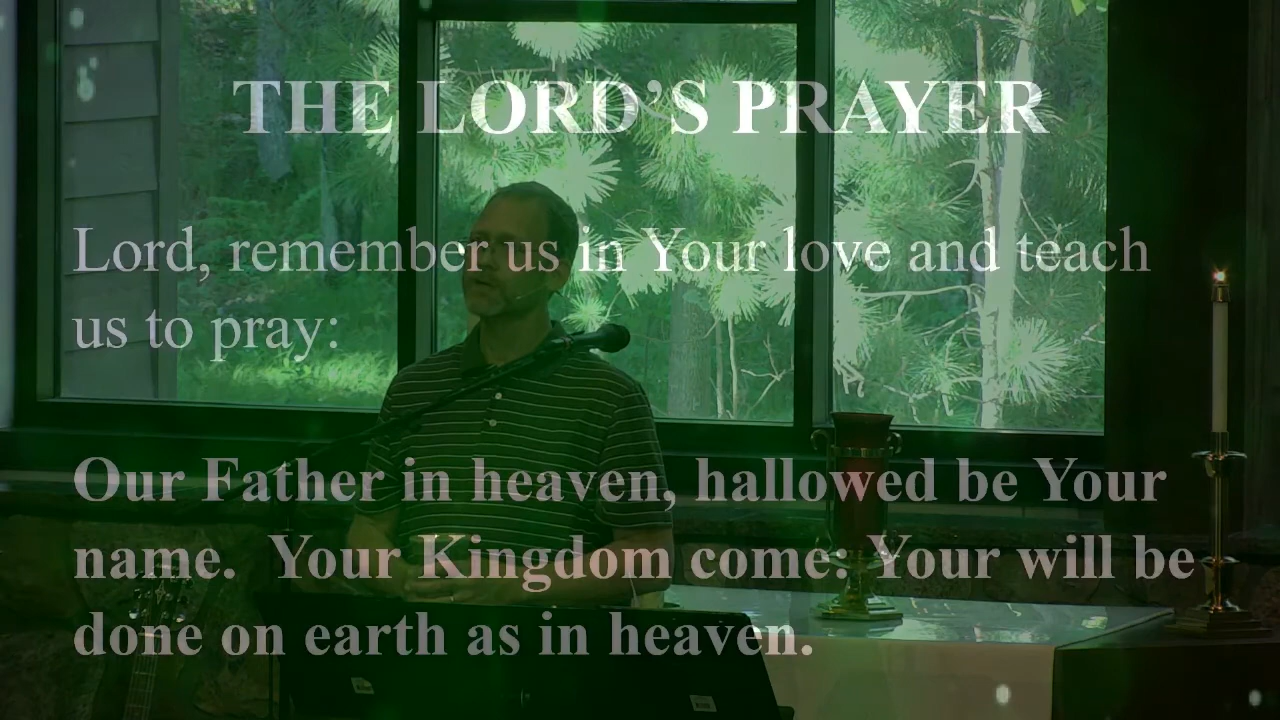 THE LORD’S PRAYER
Lord, remember us in Your love and teach
us to pray:
Our Father in heaven, hallowed be Your
name.  Your Kingdom come: Your will be
done on earth as in heaven.